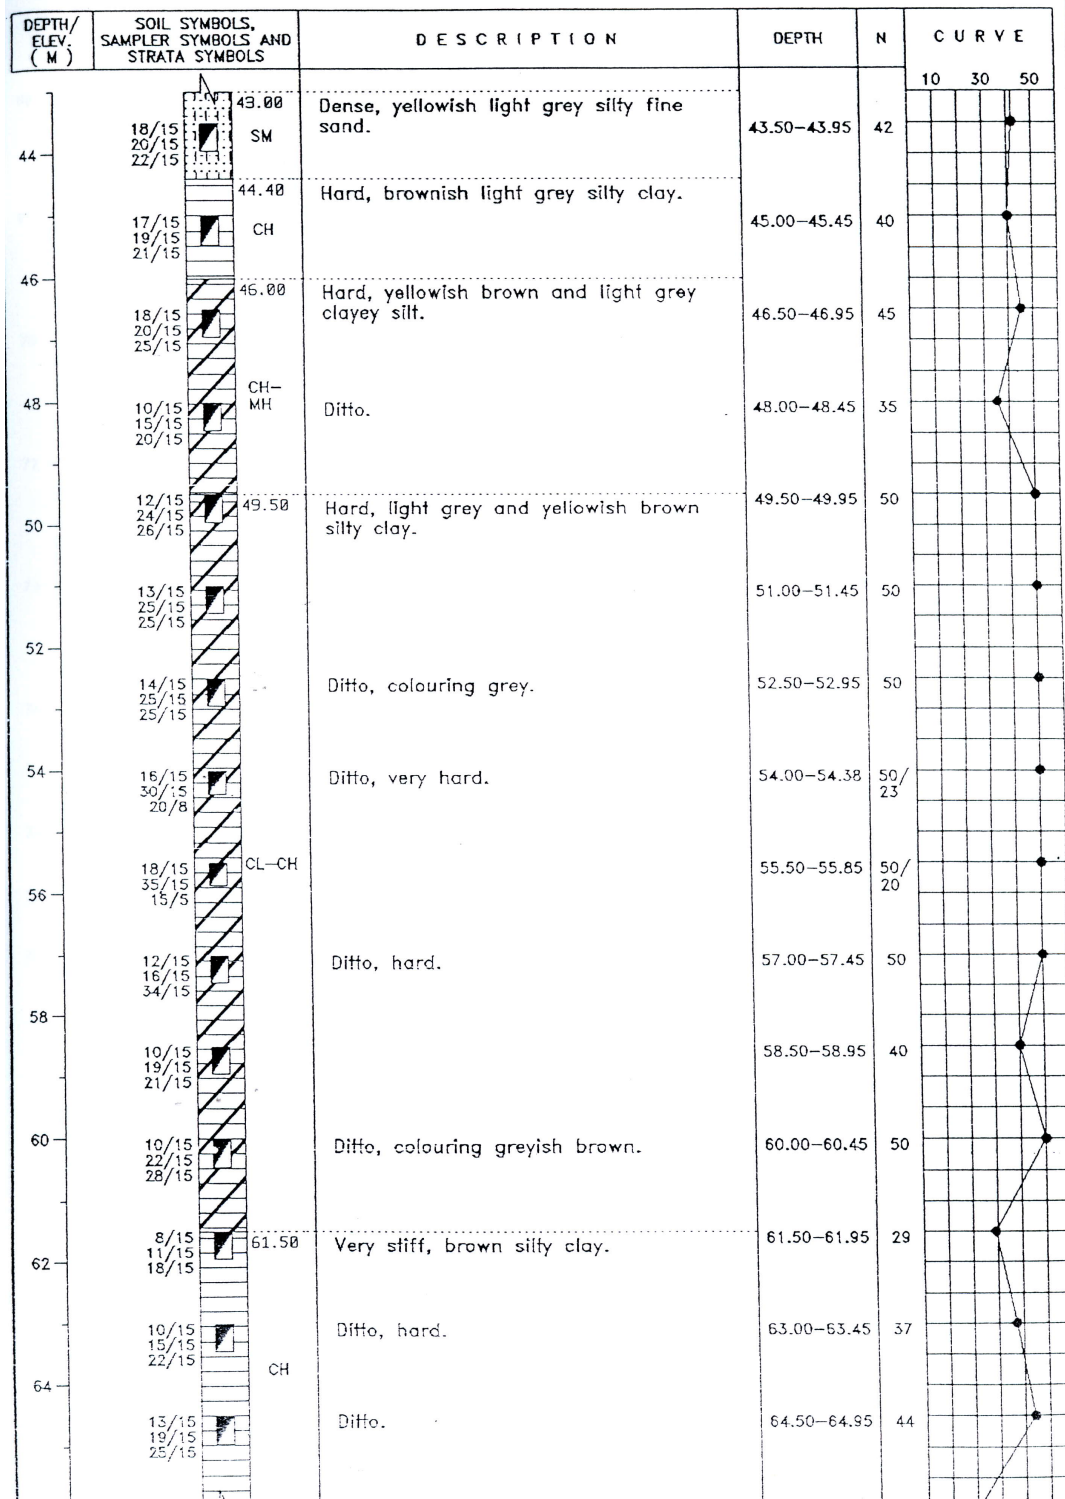 DEPTH/ ELEV. ( M )
SOIL SYMBOLS, SAMPLER SYMBOLS AND STRATA SYMBOLS
DESCRIPTION
DEPTH
N
CURVE
10 30 50
43.00 Dense, yellowish light grey silty fine
sand.
18/15
20/15 SM 43.50-43.95 42
22/15
44
44.40 Hard, brownish light grey silty clay.
17/15
19/15 CH 45.00-45.45 40
21/15
46
46.00 Hard, yellowish brown and light grey
clayey silt.
18/15
20/15 46.50-46.95 45
25/15
CH-
MH
48
10/15 Ditto. 48.00-48.45 35
15/15
20/15
12/15 49.50-49.95 50
24/15 49.50 Hard, light grey and yellowish brown
26/15 silty clay.
50
13/15 51.00-51.45 50
25/15
25/15
52
14/15 Ditto, colouring grey. 52.50-52.95 50
25/15
25/15
54
16/15 Ditto, very hard. 54.00-54.38 50/
30/15 23
20/8
18/15 CL-CH 55.50-55.85 50/
35/15 20
15/5
56
12/15 Ditto, hard. 57.00-57.45 50
16/15
34/15
58
10/15 58.50-58.95 40
19/15
21/15
60
10/15 Ditto, colouring greyish brown. 60.00-60.45 50
22/15
28/15
8/15 61.50 Very stiff, brown silty clay. 61.50-61.95 29
11/15
18/15
62
10/15 Ditto, hard. 63.00-63.45 37
15/15
22/15
CH
64
13/15 Ditto. 64.50-64.95 44
19/15
25/15